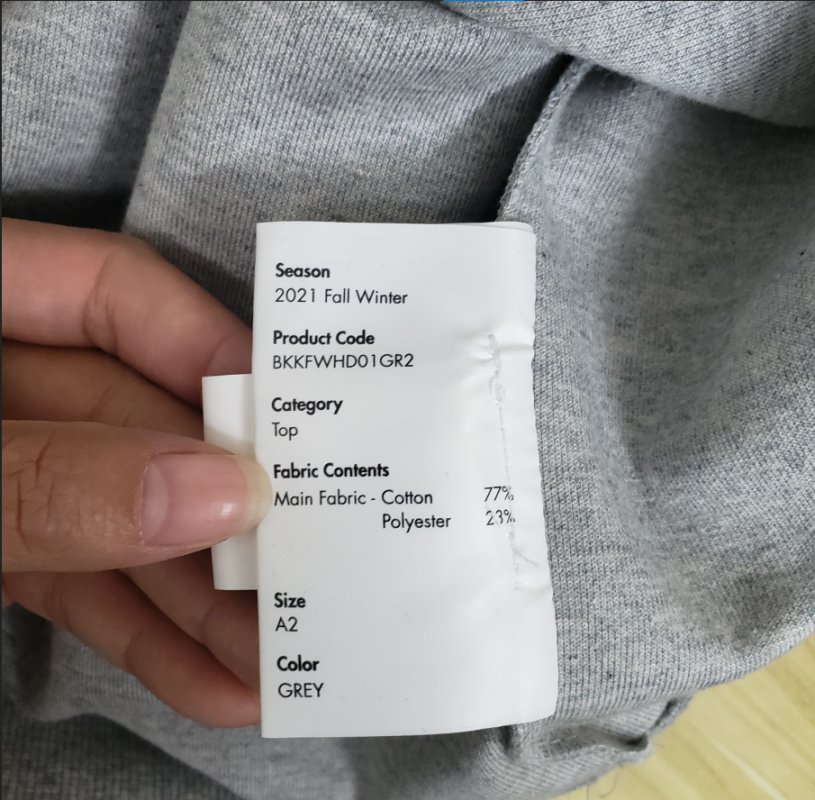 Season
2021 Fall Winter
Product Code
BKKFWHD01GR2
Category
Top
Fabric Contents
Main Fabric - Cotton 77%
Polyester 23%
Size
A2
Color
GREY